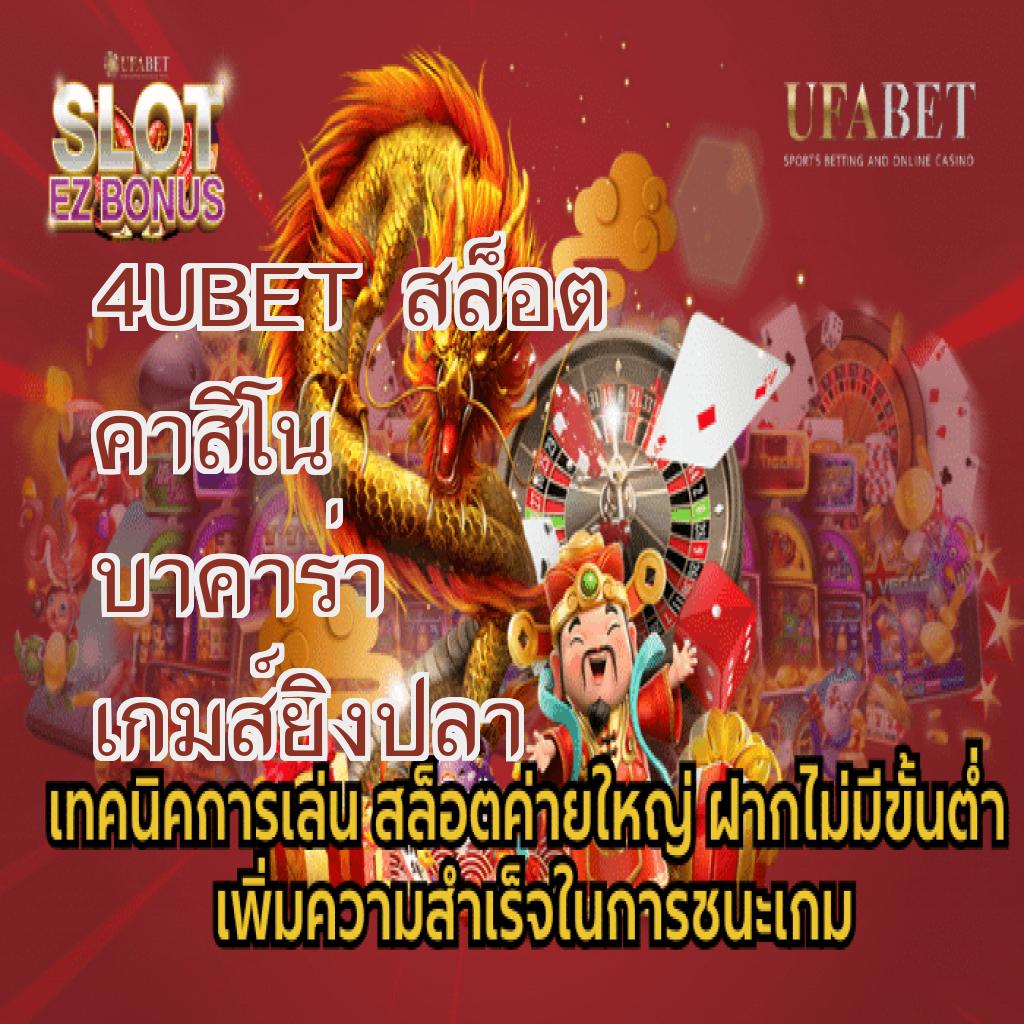 UFABET
SLOT
EZ BONUS
UFABET
SPORTS BETTING AND ONLINE CASINO
4UBET สล็อต
คาสิโน
บาคาร่า
เกมส์ยิงปลา
เทคนิคการเล่น สล็อตค่ายใหญ่ ฝากไม่มีขั้นต่ำ
เพิ่มความสำเร็จในการชนะเกม